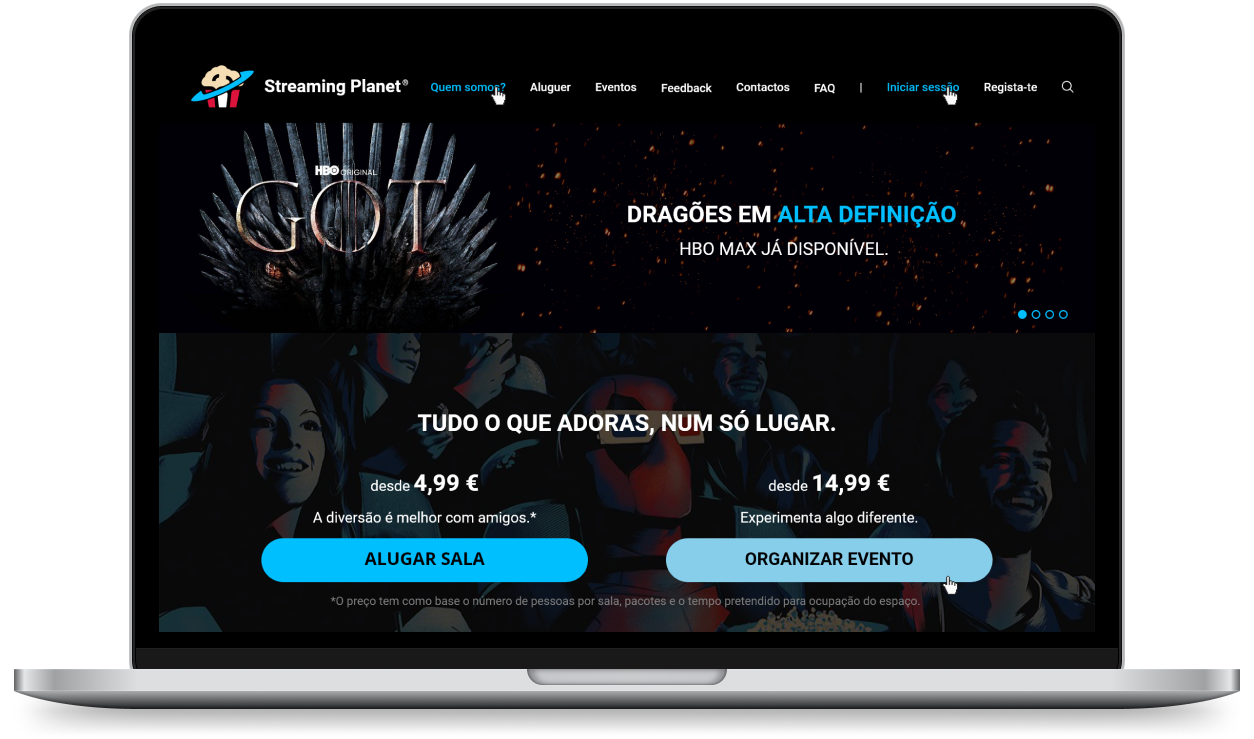 Streaming Planet® Quem somos? Aluguer Eventos Feedback Contactos FAQ | Iniciar sessão Regista-te
HBO ORIGINAL
GOT
DRAGÕES EM ALTA DEFINIÇÃO
HBO MAX JÁ DISPONÍVEL.
TUDO O QUE ADORAS, NUM SÓ LUGAR.
desde 4,99 €
A diversão é melhor com amigos.*
ALUGAR SALA
desde 14,99 €
Experimenta algo diferente.
ORGANIZAR EVENTO
*O preço tem como base o número de pessoas por sala, pacotes e o tempo pretendido para ocupação do espaço.